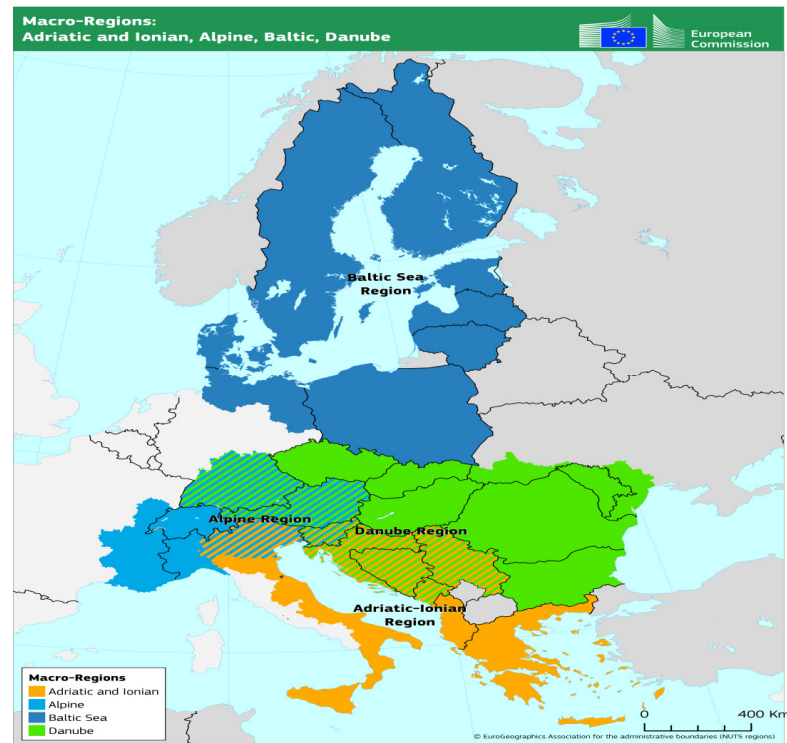 Macro-Regions:
Adriatic and Ionian, Alpine, Baltic, Danube
European
Commission
Baltic Sea
Region
Alpine Region
Danube Region
Adriatic-Ionian
Region
Macro-Regions
Adriatic and Ionian
Alpine
Baltic Sea
Danube
0 400 Km
© EuroGeographics Association for the administrative boundaries (NUTS regions)